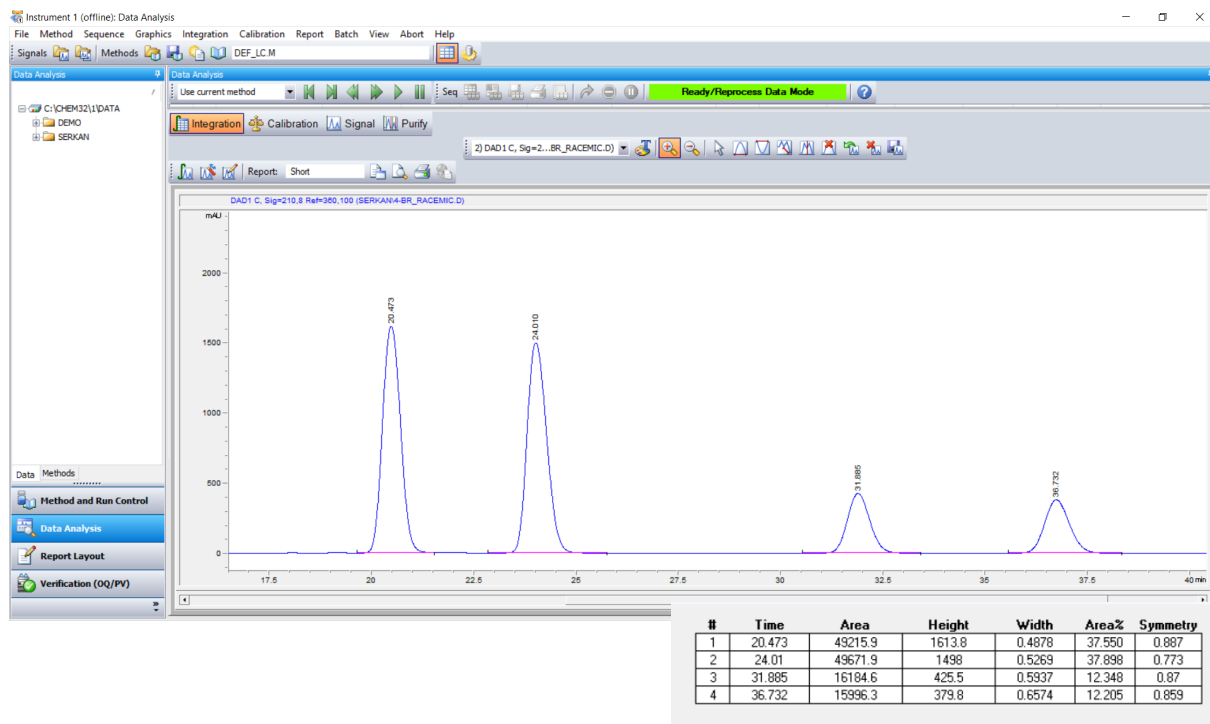 Instrument 1 (offline): Data Analysis
File Method Sequence Graphics Integration Calibration Report Batch View Abort Help
Signals Methods DEF_LC.M
Data Analysis
Data Analysis
Use current method Seq Ready/Reprocess Data Mode
C:\CHEM32\1\DATA
DEMO
SERKAN
Integration Calibration Signal Purify
2) DAD1 C, Sig=2...BR_RACEMIC.D)
Report: Short
DAD1 C, Sig=210,8 Ref=360,100 (SERKAN\4-BR_RACEMIC.D)
mAU
2000
1500
1000
500
0
20.473
24.010
31.885
36.732
17.5 20 22.5 25 27.5 30 32.5 35 37.5 40 min
Data Methods
Method and Run Control
Data Analysis
Report Layout
Verification (OQ/PV)
# Time Area Height Width Area% Symmetry
1 20.473 49215.9 1613.8 0.4878 37.550 0.887
2 24.01 49671.9 1498 0.5269 37.898 0.773
3 31.885 16184.6 425.5 0.5937 12.348 0.87
4 36.732 15996.3 379.8 0.6574 12.205 0.859